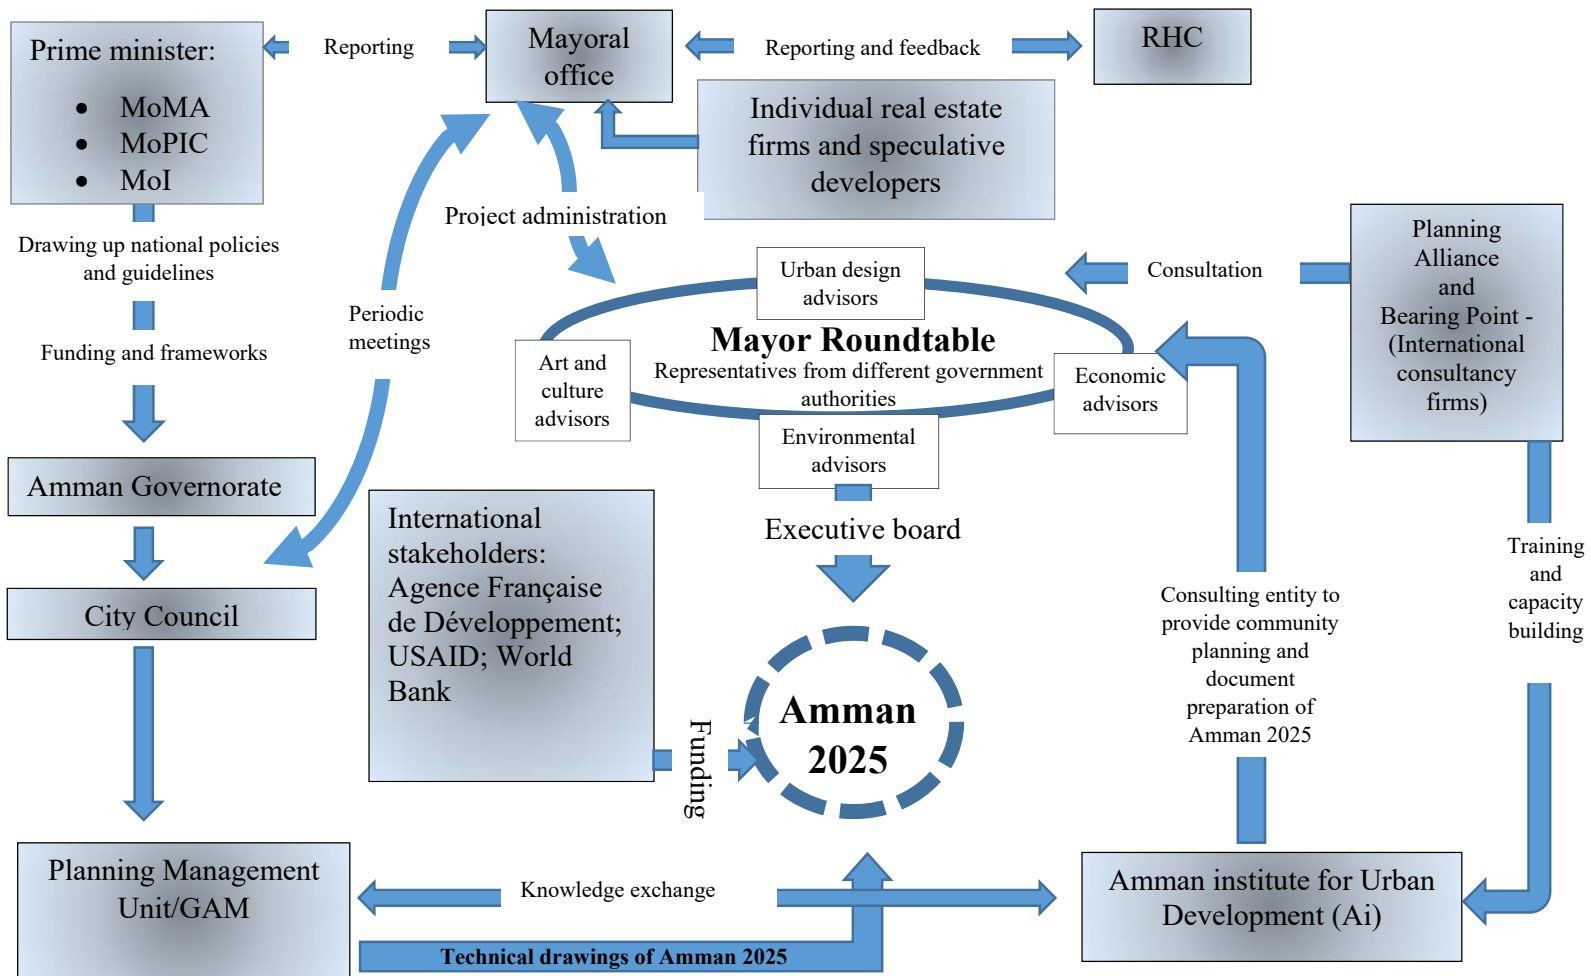 Prime minister:
• MoMA
• MoPIC
• MoI
Reporting
Mayoral
office
Reporting and feedback
RHC
Individual real estate
firms and speculative
developers
Project administration
Drawing up national policies
and guidelines
Funding and frameworks
Periodic
meetings
Urban design
advisors
Mayor Roundtable
Representatives from different government
authorities
Art and
culture
advisors
Economic
advisors
Environmental
advisors
Consultation
Planning
Alliance
and
Bearing Point -
(International
consultancy
firms)
Amman Governorate
City Council
International
stakeholders:
Agence Française
de Développement;
USAID; World
Bank
Executive board
Funding
Amman
2025
Consulting entity to
provide community
planning and
document
preparation of
Amman 2025
Training
and
capacity
building
Planning Management
Unit/GAM
Knowledge exchange
Technical drawings of Amman 2025
Amman institute for Urban
Development (Ai)